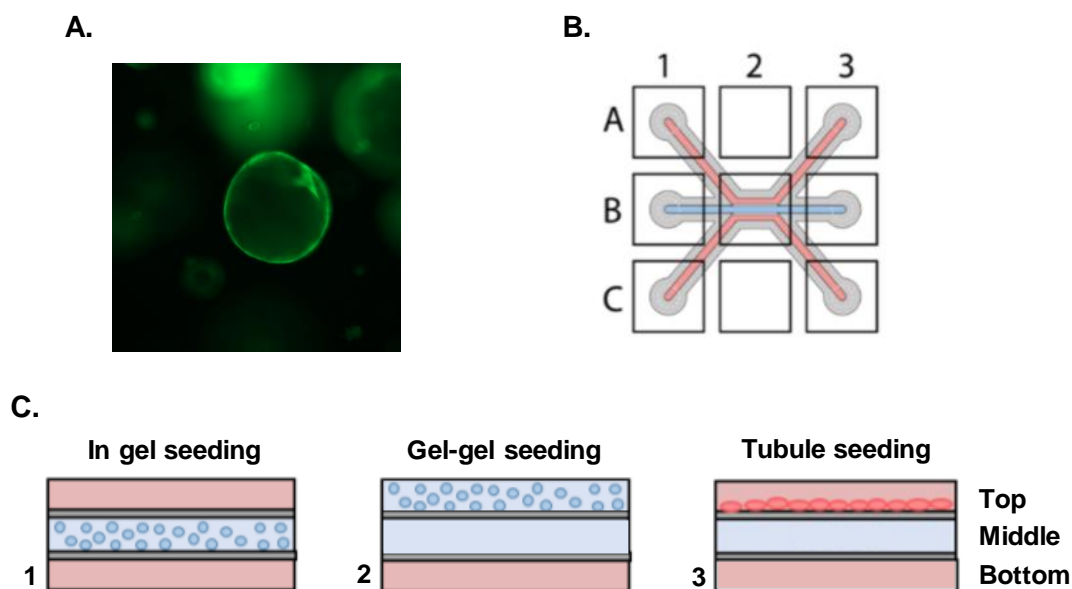 A.
B.
1 2 3
A
B
C
C.
In gel seeding
Gel-gel seeding
Tubule seeding
Top
Middle
Bottom
1
2
3